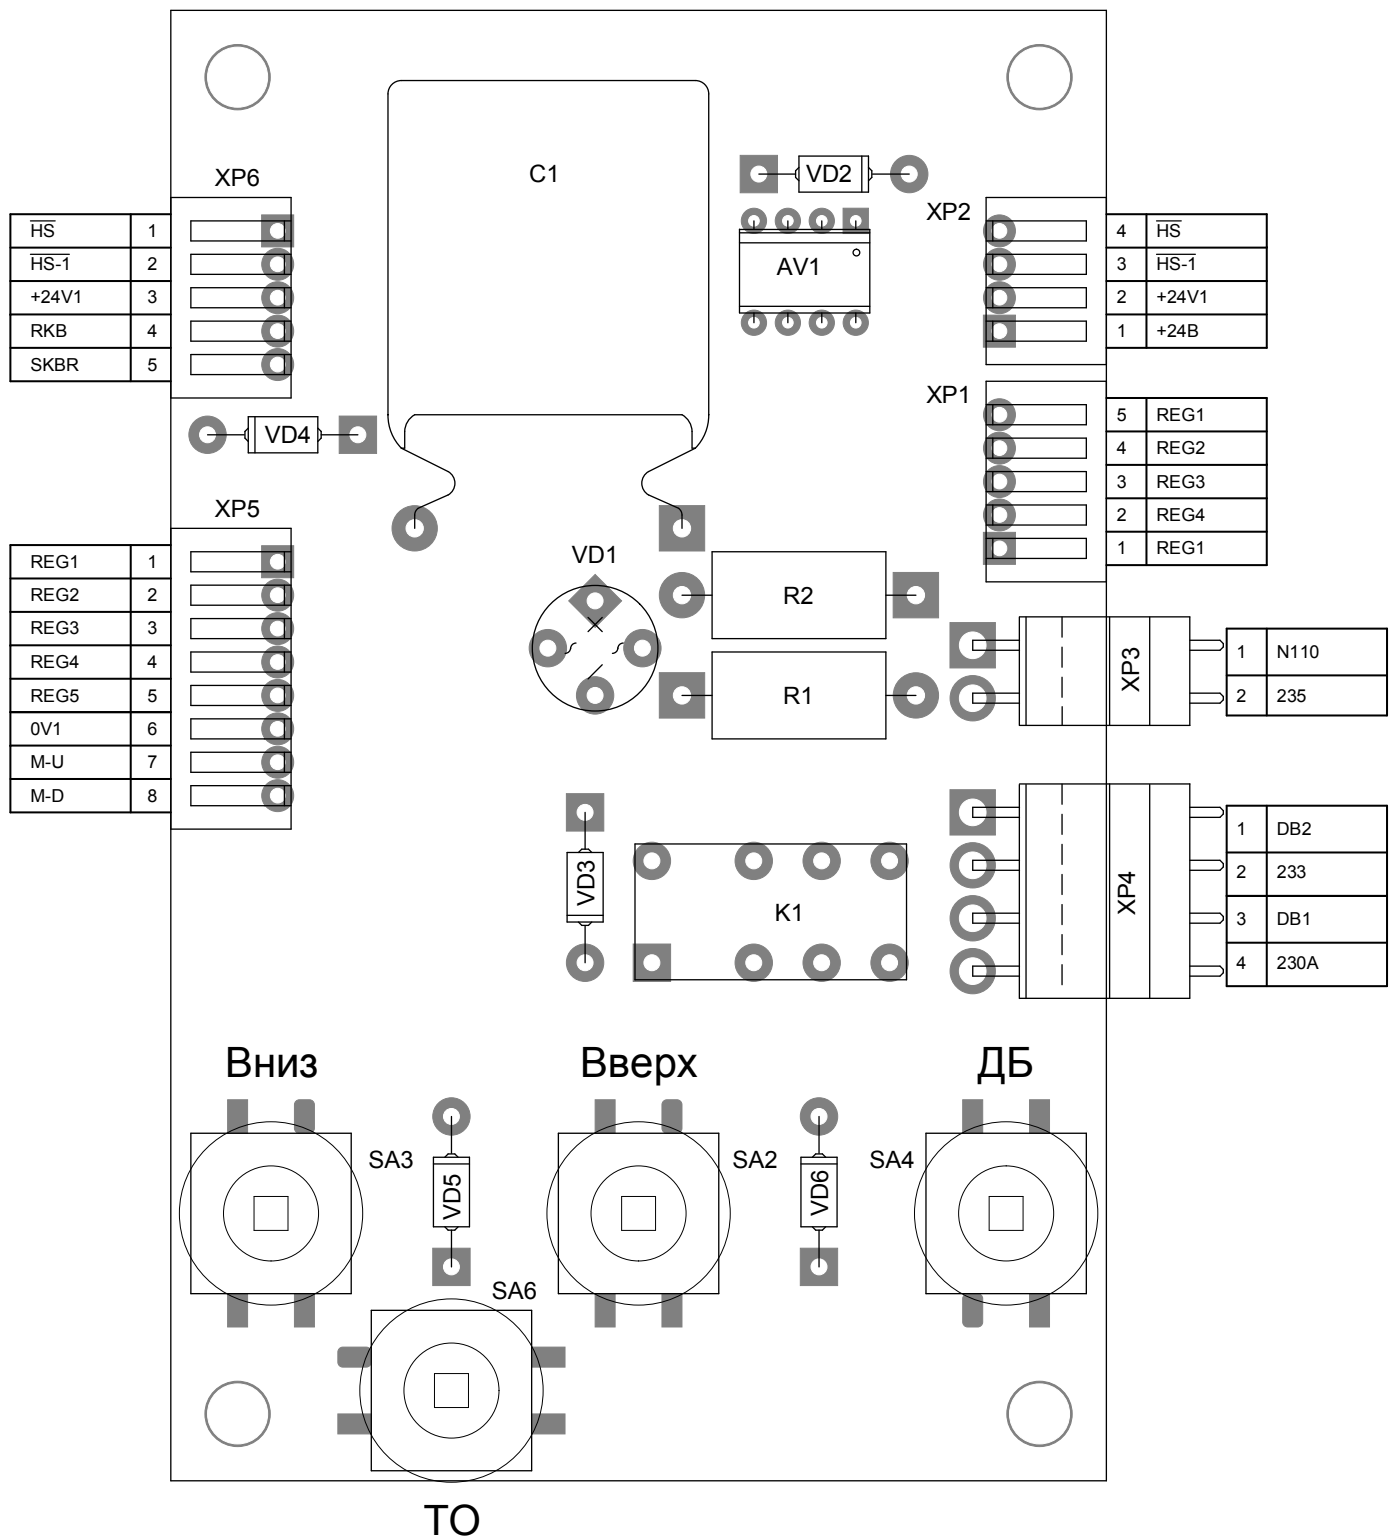 C1
VD2
XP6
XP2
HS 1
HS-1 2
+24V1 3
RKB 4
SKBR 5
AV1
4 HS
3 HS-1
2 +24V1
1 +24B
XP1
VD4
5 REG1
4 REG2
3 REG3
2 REG4
1 REG1
XP5
REG1 1
REG2 2
REG3 3
REG4 4
REG5 5
0V1 6
M-U 7
M-D 8
VD1
R2
R1
XP3
1 N110
2 235
VD3
K1
XP4
1 DB2
2 233
3 DB1
4 230A
Вниз
Вверх
ДБ
SA3
VD5
SA2
VD6
SA4
SA6
ТО